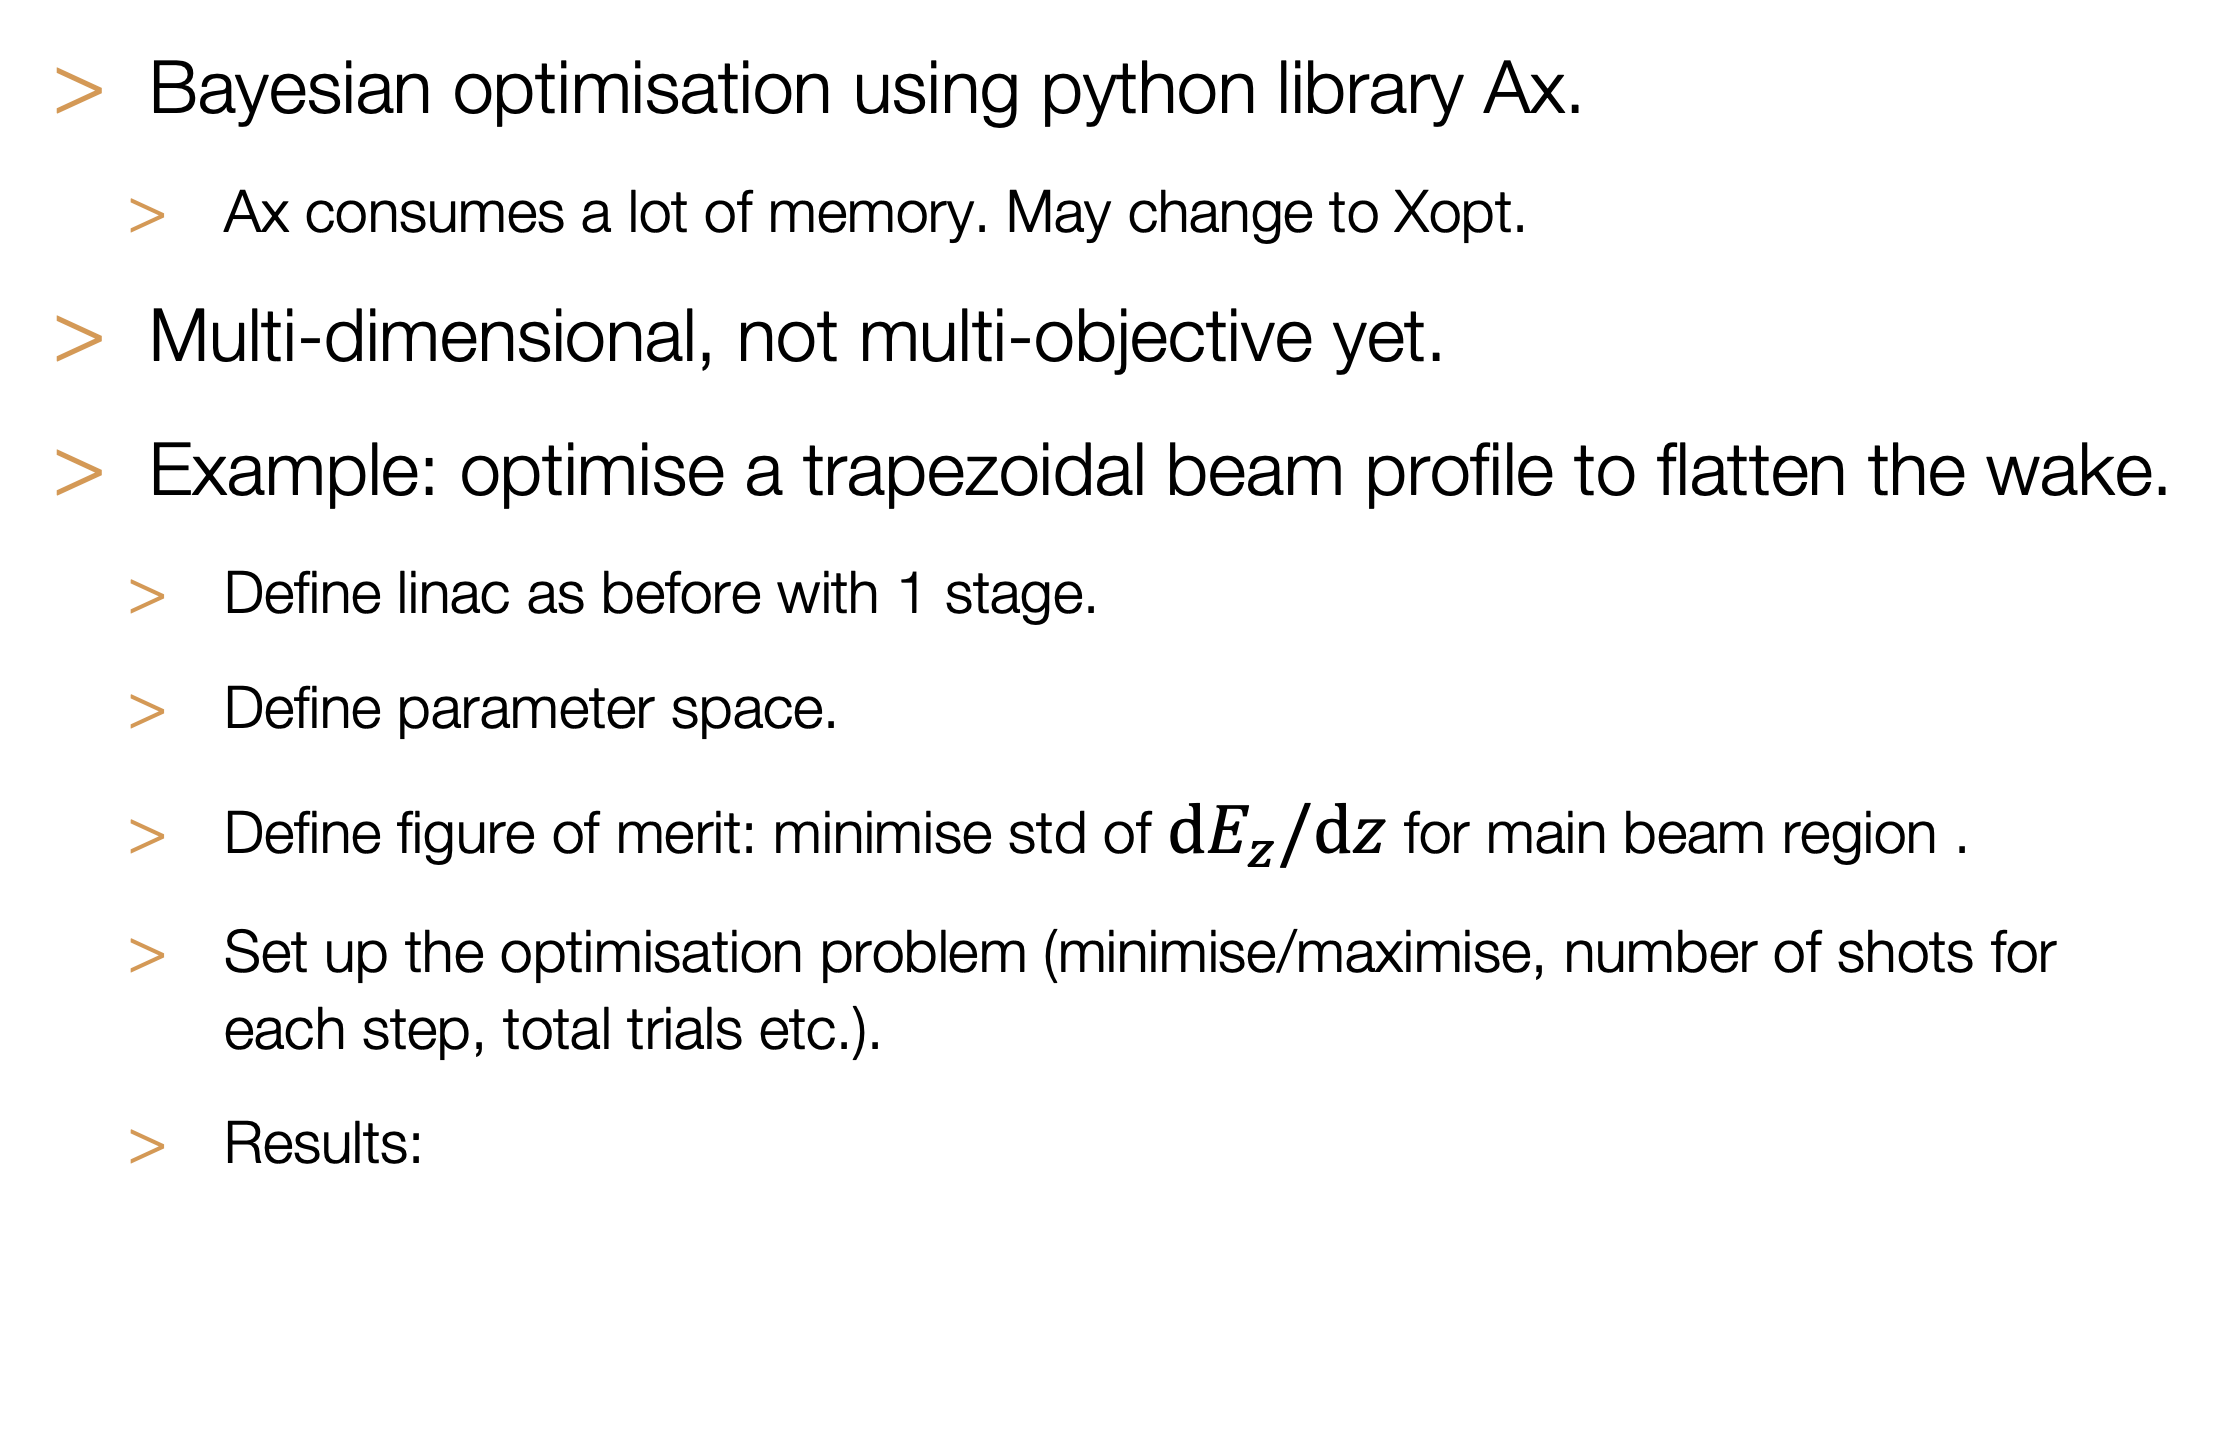 > Bayesian optimisation using python library Ax.
> Ax consumes a lot of memory. May change to Xopt.
> Multi-dimensional, not multi-objective yet.
> Example: optimise a trapezoidal beam profile to flatten the wake.
> Define linac as before with 1 stage.
> Define parameter space.
> Define figure of merit: minimise std of d𝐸𝑧/d𝑧 for main beam region .
> Set up the optimisation problem (minimise/maximise, number of shots for
each step, total trials etc.).
> Results: